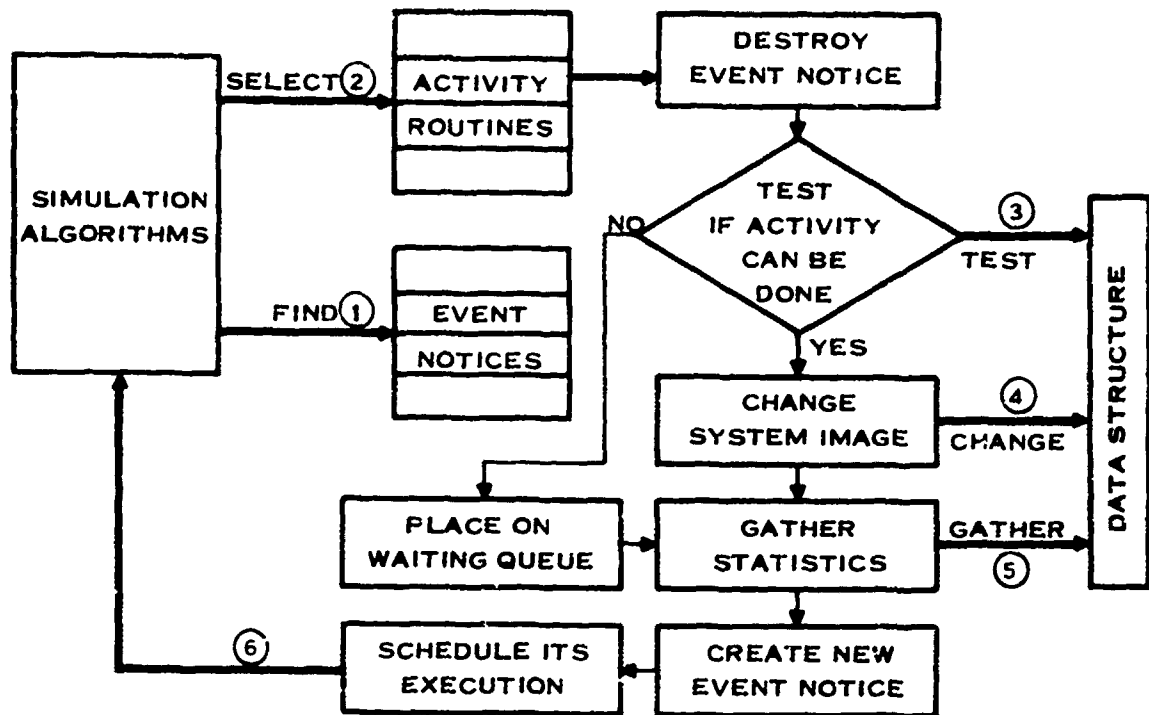 SIMULATION
ALGORITHMS
SELECT ②
FIND ①
ACTIVITY
ROUTINES
EVENT
NOTICES
DESTROY
EVENT NOTICE
TEST
IF ACTIVITY
CAN BE
DONE
NO
YES
③
TEST
CHANGE
SYSTEM IMAGE
④
CHANGE
PLACE ON
WAITING QUEUE
GATHER
STATISTICS
GATHER
⑤
DATA STRUCTURE
CREATE NEW
EVENT NOTICE
SCHEDULE ITS
EXECUTION
⑥